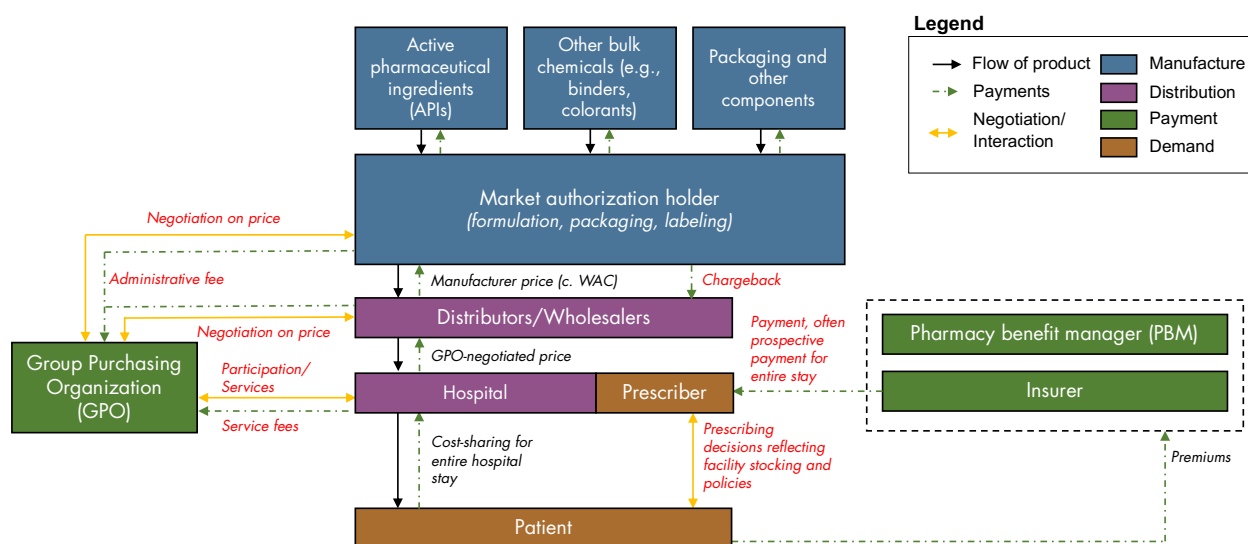 Legend
Flow of product
Payments
Negotiation/
Interaction
Manufacture
Distribution
Payment
Demand
Active
pharmaceutical
ingredients
(APIs)
Other bulk
chemicals (e.g.,
binders,
colorants)
Packaging and
other
components
Market authorization holder
(formulation, packaging, labeling)
Negotiation on price
Administrative fee
Manufacturer price (c. WAC)
Chargeback
Distributors/Wholesalers
Negotiation on price
GPO-negotiated price
Payment, often
prospective
payment for
entire stay
Pharmacy benefit manager (PBM)
Insurer
Group Purchasing
Organization
(GPO)
Participation/
Services
Service fees
Hospital
Prescriber
Cost-sharing for
entire hospital
stay
Prescribing
decisions reflecting
facility stocking and
policies
Premiums
Patient